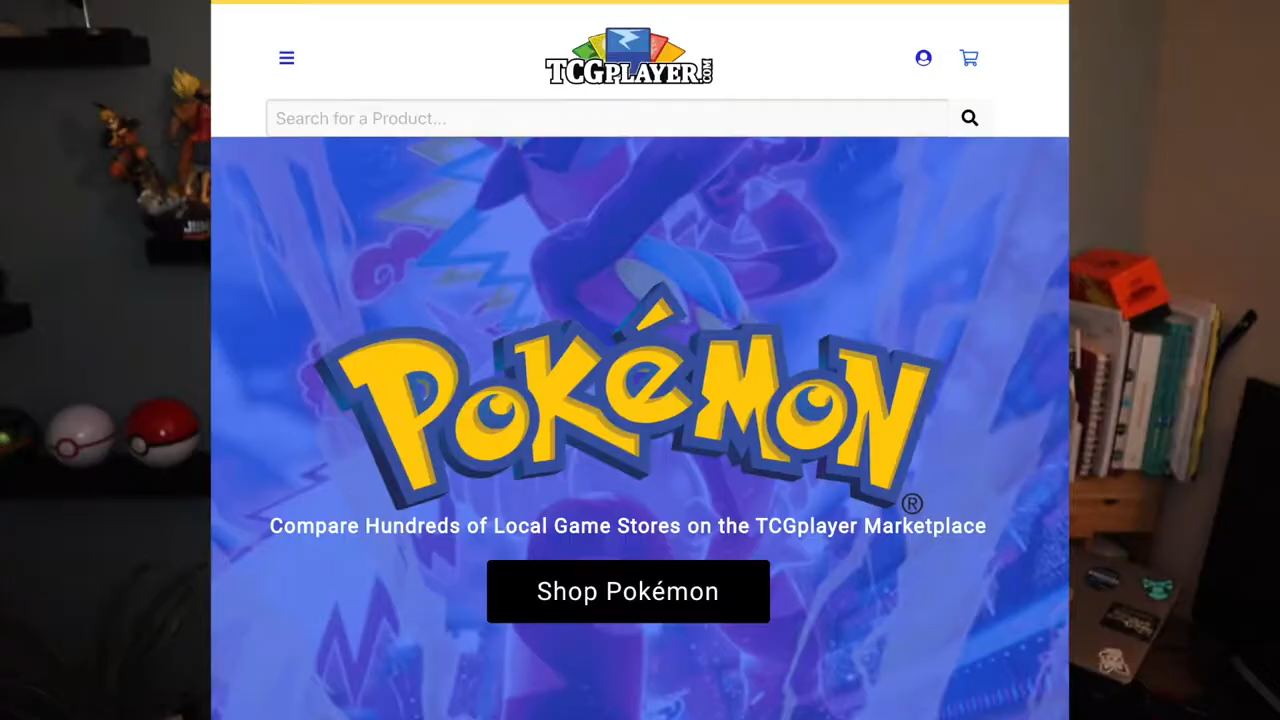 TCGPLAYER.COM
Search for a Product...
POKéMON
®
Compare Hundreds of Local Game Stores on the TCGplayer Marketplace
Shop Pokémon